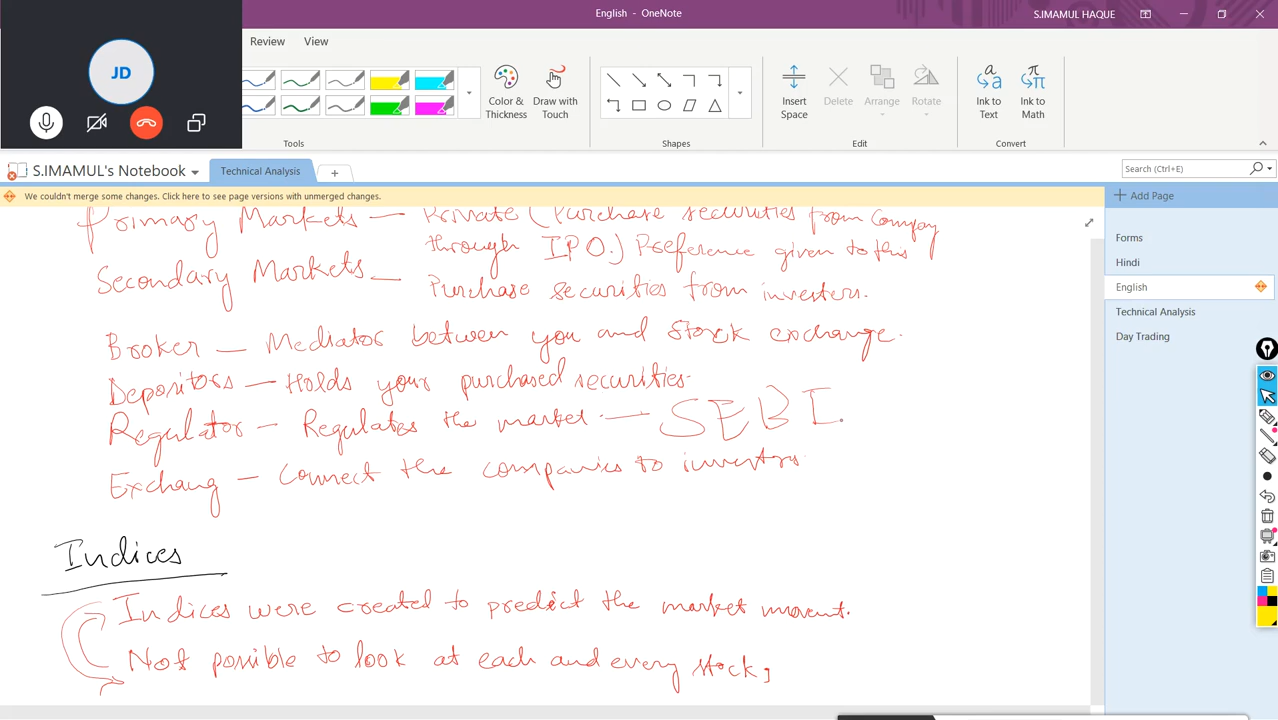 English - OneNote
S.IMAMUL HAQUE
JD
Review View
Color & Thickness
Draw with Touch
Insert Space
Delete
Arrange
Rotate
Ink to Text
Ink to Math
Tools
Shapes
Edit
Convert
S.IMAMUL's Notebook
Technical Analysis
Search (Ctrl+E)
We couldn't merge some changes. Click here to see page versions with unmerged changes.
Add Page
Forms
Hindi
English
Technical Analysis
Day Trading
Primary Markets — Private (Purchase securities from Company
through IPO.) Preference given to this
Secondary Markets — Purchase securities from investors.
Broker — Mediator between you and stock exchange.
Depositors — Holds your purchased securities.
Regulator — Regulates the market — SEBI.
Exchang — Connect the companies to investors
Indices
Indices were created to predict the market movent.
Not possible to look at each and every stock,